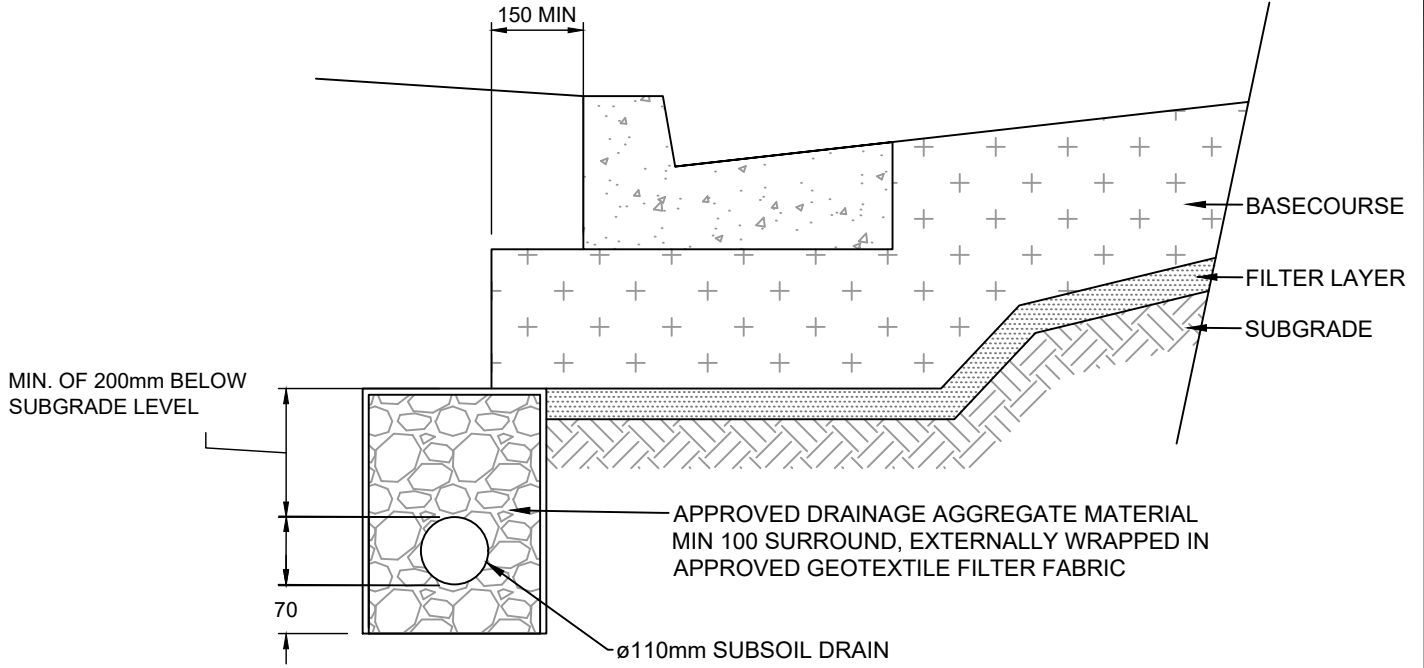 150 MIN
BASECOURSE
FILTER LAYER
SUBGRADE
MIN. OF 200mm BELOW
SUBGRADE LEVEL
APPROVED DRAINAGE AGGREGATE MATERIAL
MIN 100 SURROUND, EXTERNALLY WRAPPED IN
APPROVED GEOTEXTILE FILTER FABRIC
70
ø110mm SUBSOIL DRAIN